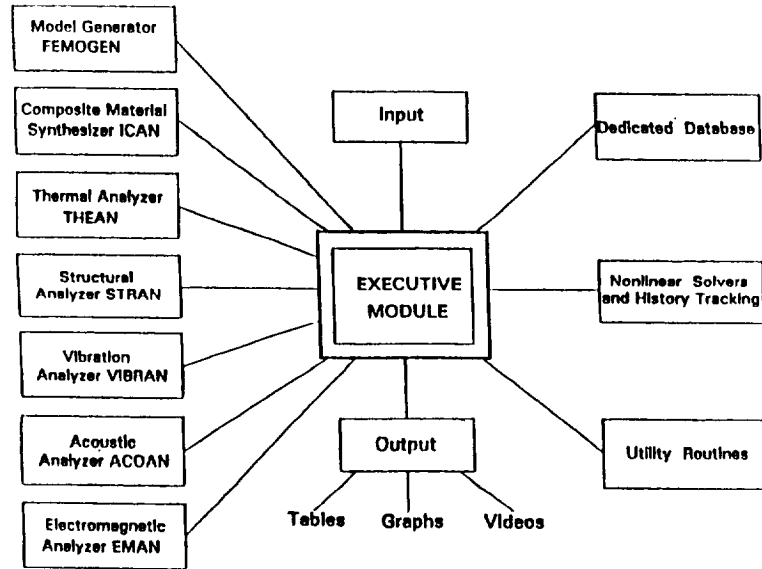 Model Generator
FEMOGEN
Composite Material
Synthesizer ICAN
Thermal Analyzer
THEAN
Structural
Analyzer STRAN
Vibration
Analyzer VIBRAN
Acoustic
Analyzer ACOAN
Electromagnetic
Analyzer EMAN
Input
EXECUTIVE
MODULE
Output
Tables Graphs Videos
Dedicated Database
Nonlinear Solvers
and History Tracking
Utility Routines